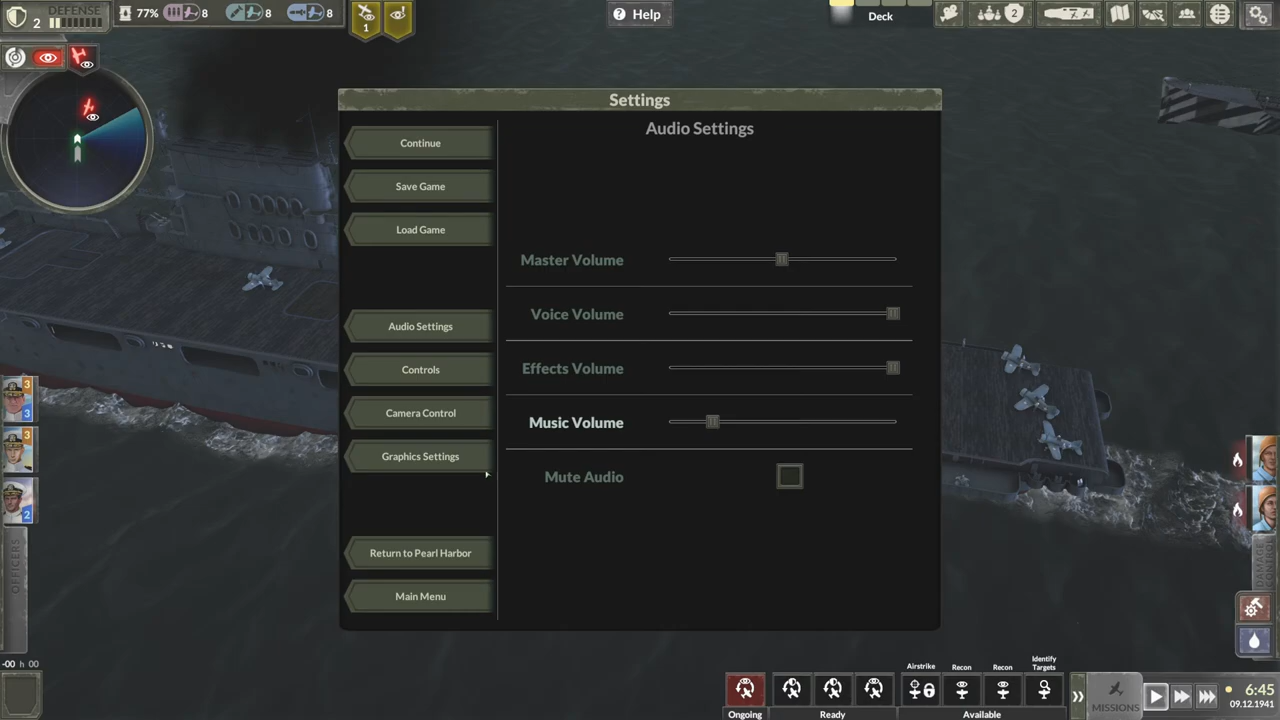 DEFENSE
2
77%
8
8
8
1
Help
Deck
2
Settings
Continue
Save Game
Load Game
Audio Settings
Controls
Camera Control
Graphics Settings
Return to Pearl Harbor
Main Menu
Audio Settings
Master Volume
Voice Volume
Effects Volume
Music Volume
Mute Audio
3
3
3
2
OFFICERS
-00 h 00
Airstrike
Recon
Recon
Identify
Targets
Ongoing
Ready
Available
MISSIONS
6:45
09.12.1941